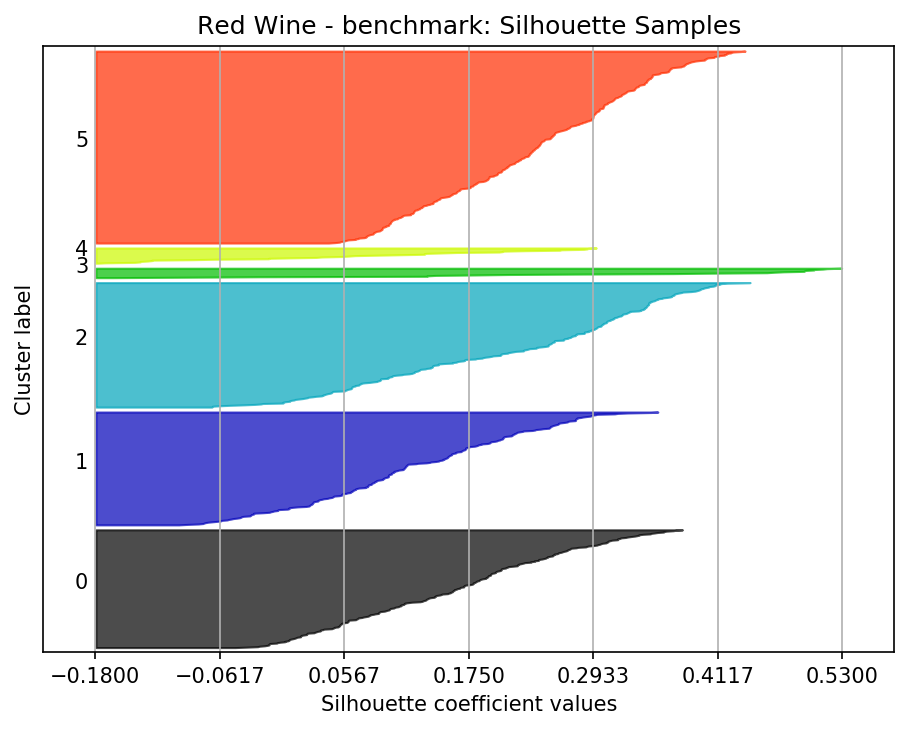 Red Wine - benchmark: Silhouette Samples
5
4
3
2
1
0
Cluster label
−0.1800 −0.0617 0.0567 0.1750 0.2933 0.4117 0.5300
Silhouette coefficient values